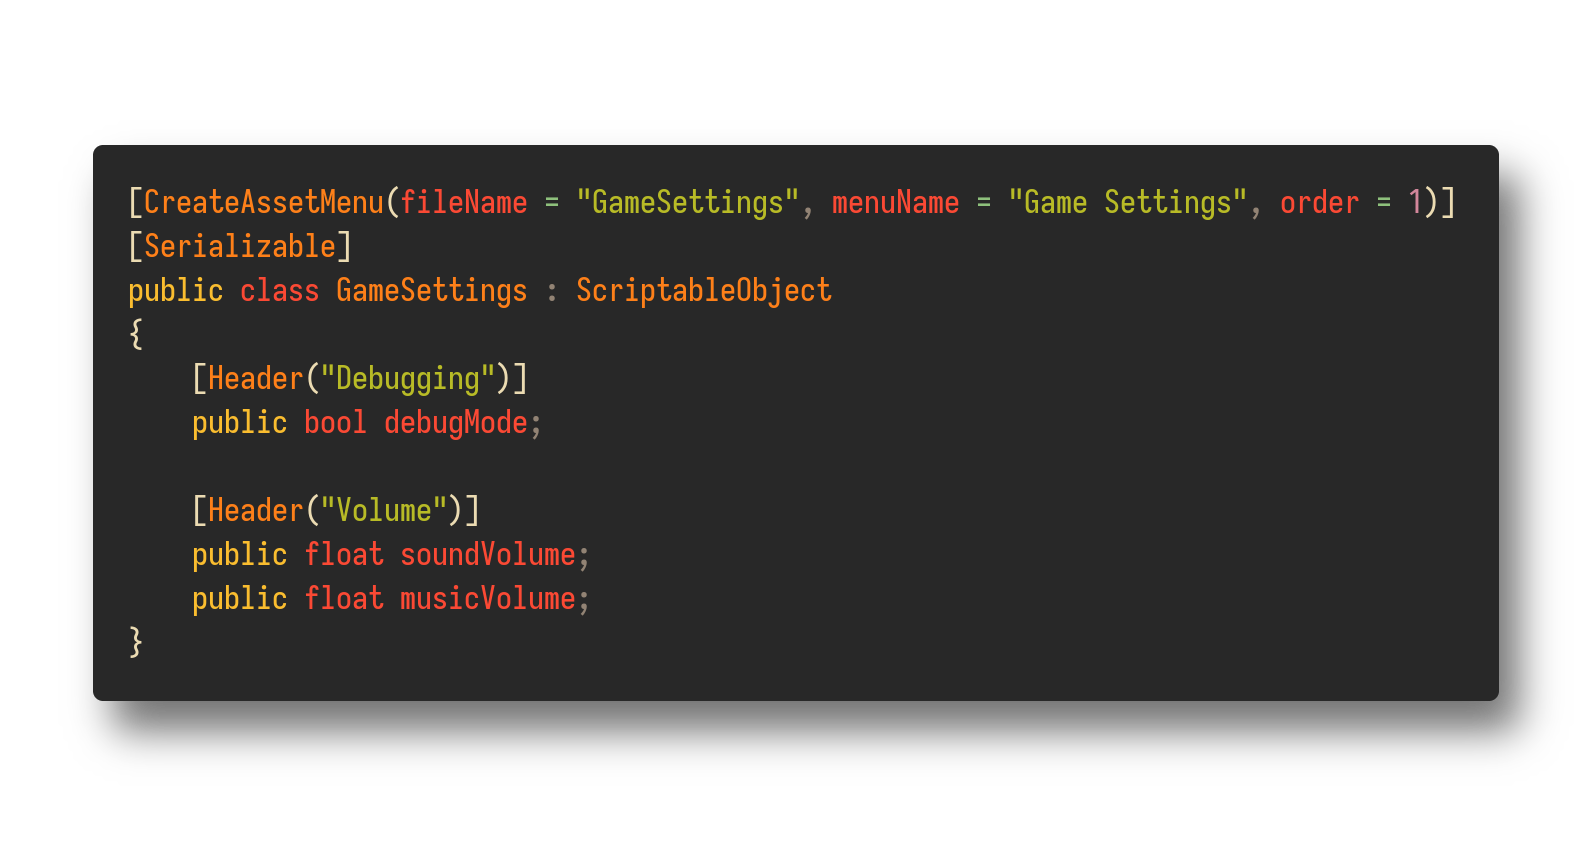 [CreateAssetMenu(fileName = "GameSettings", menuName = "Game Settings", order = 1)]
[Serializable]
public class GameSettings : ScriptableObject
{
    [Header("Debugging")]
    public bool debugMode;

    [Header("Volume")]
    public float soundVolume;
    public float musicVolume;
}